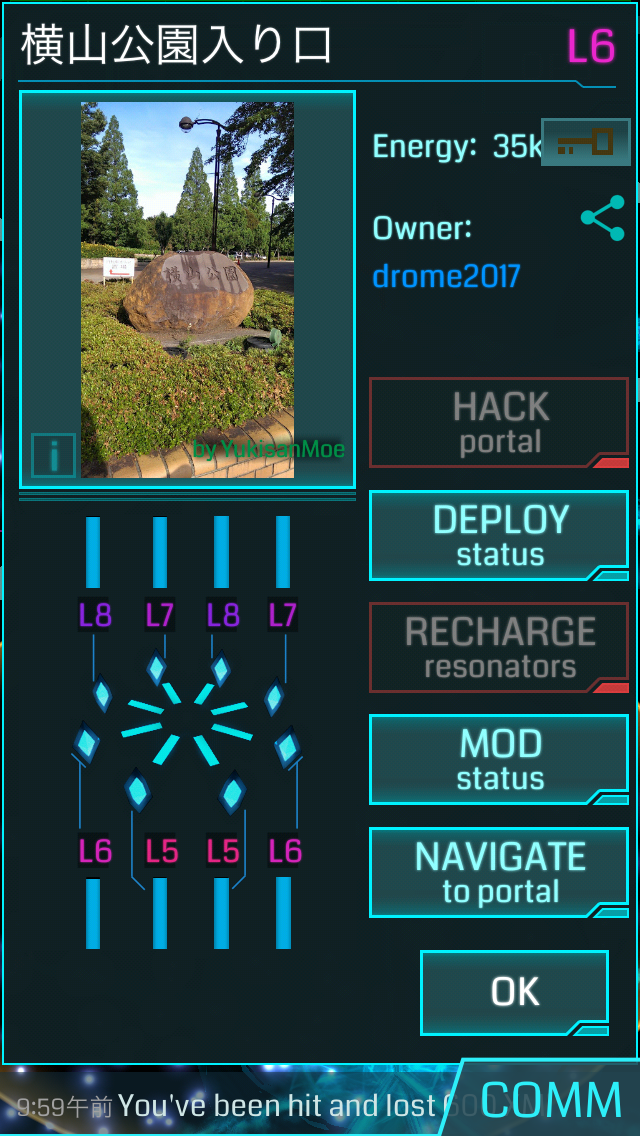 横山公園入り口
L6
Energy: 35k
Owner:
drome2017
横山公園
i
by YukisanMoe
HACK
portal
DEPLOY
status
RECHARGE
resonators
MOD
status
NAVIGATE
to portal
L8 L7 L8 L7
L6 L5 L5 L6
OK
9:59午前 You've been hit and lost 600 XM
COMM